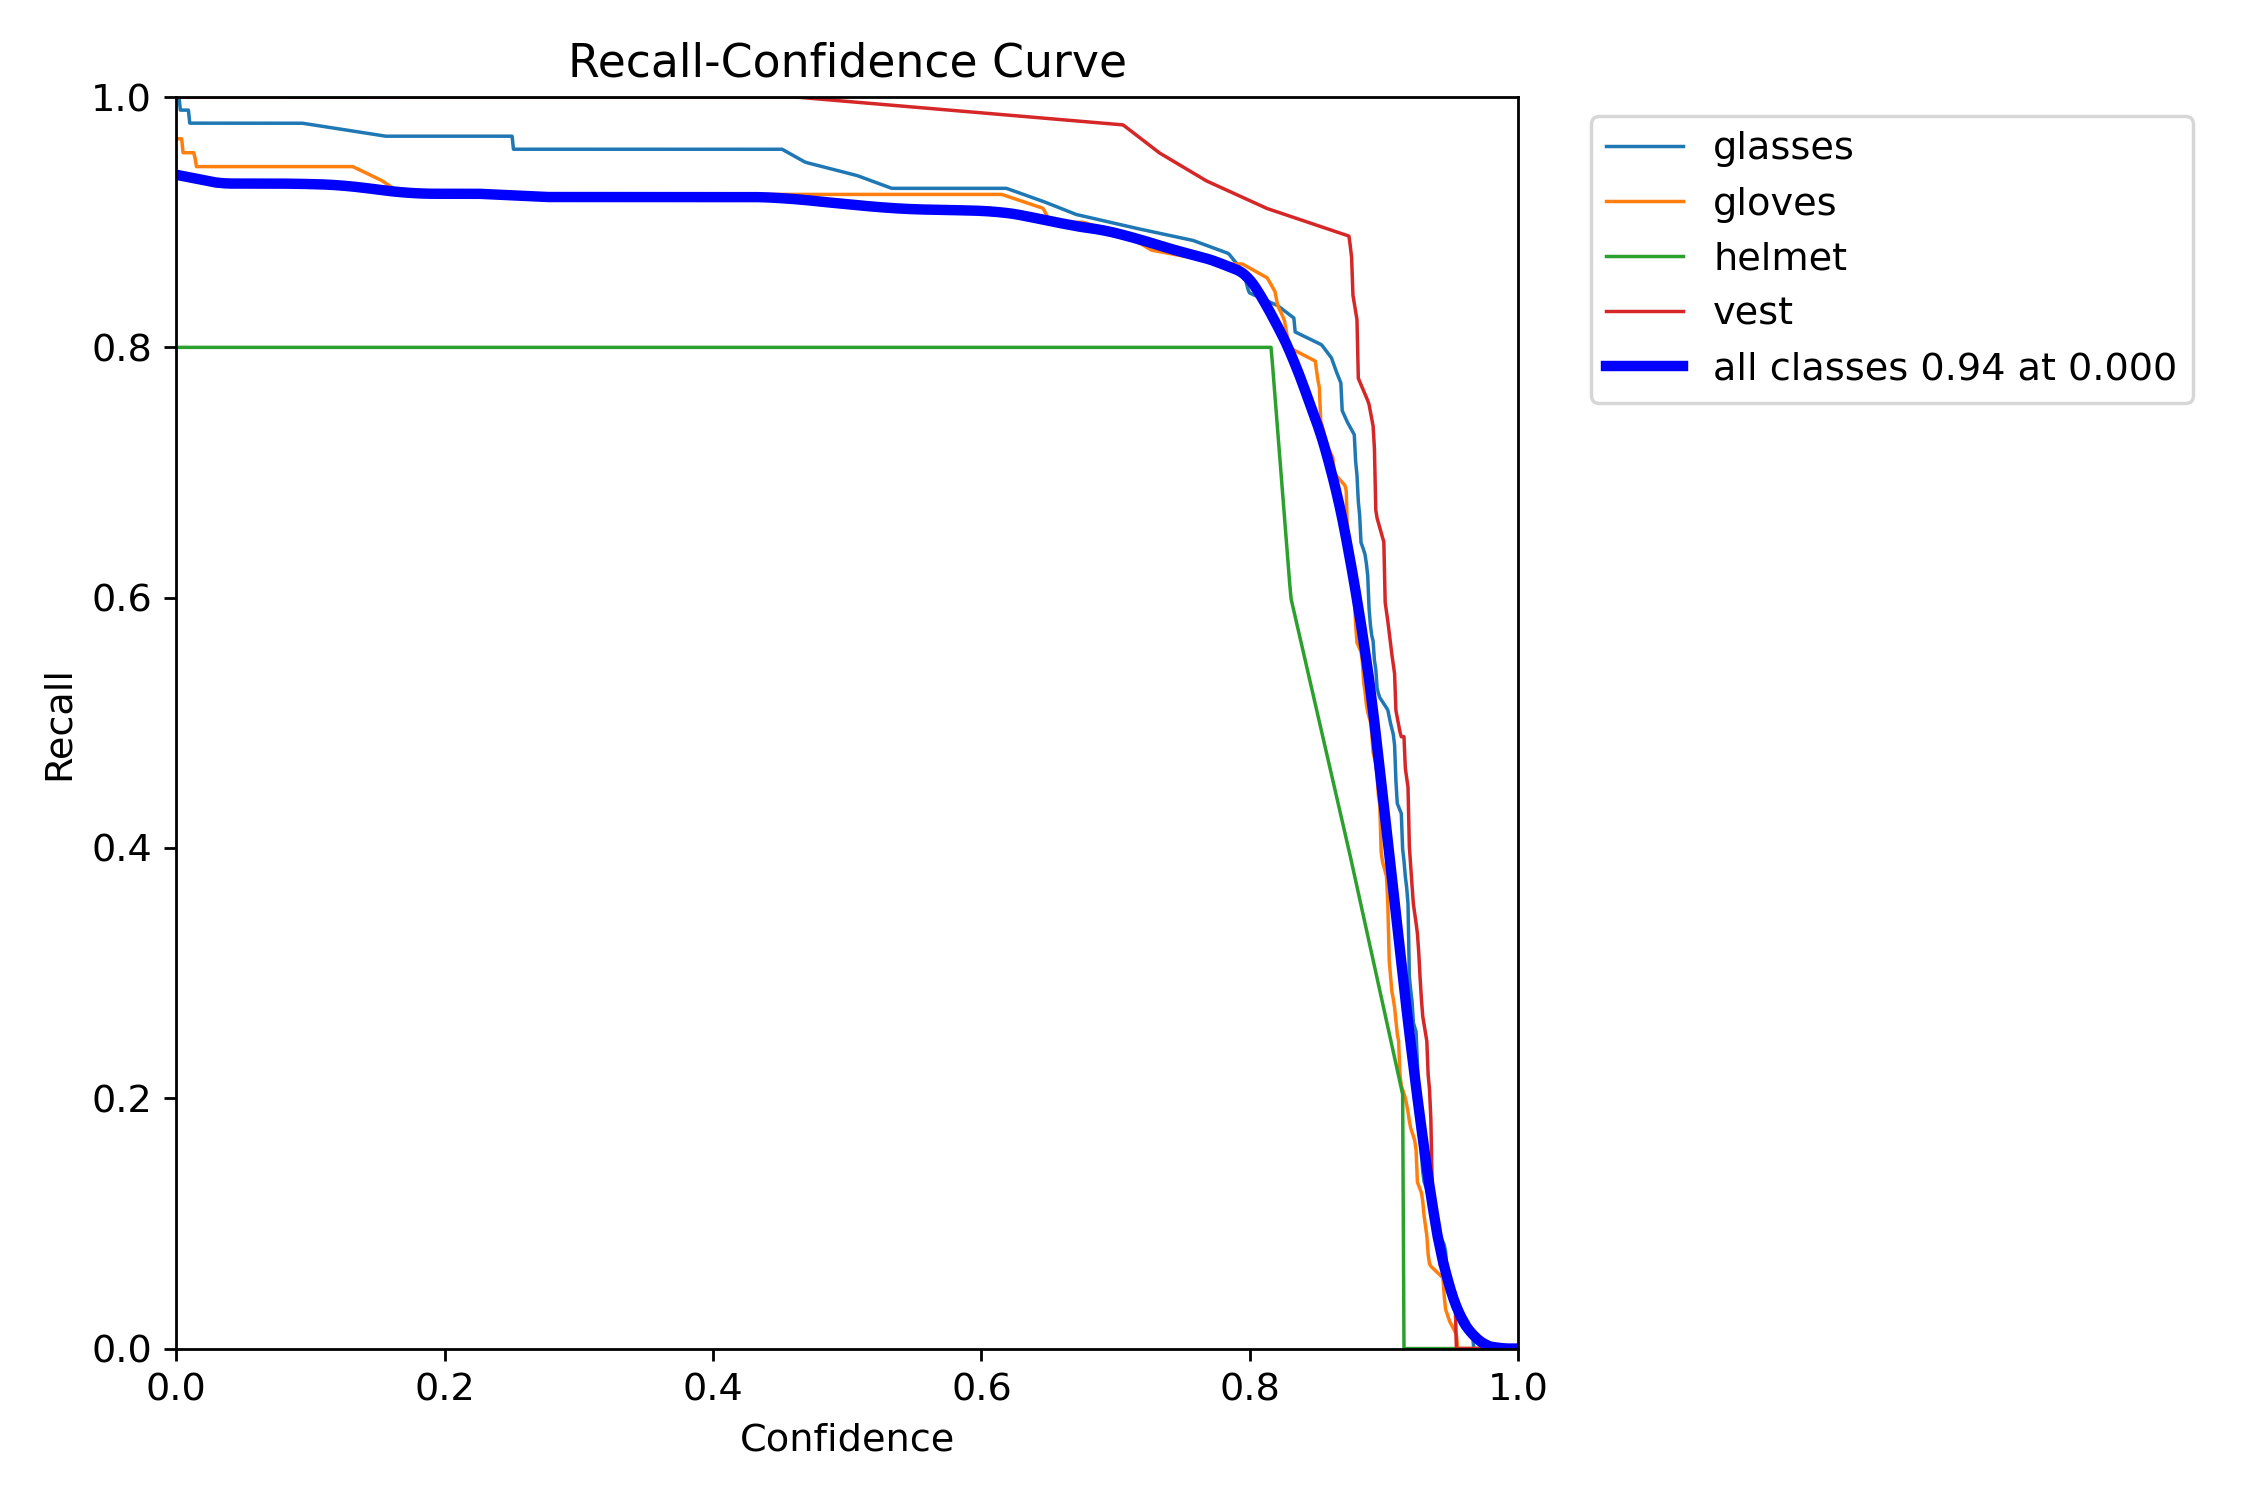 Recall-Confidence Curve
1.0
0.8
0.6
0.4
0.2
0.0
Recall
0.0 0.2 0.4 0.6 0.8 1.0
Confidence
glasses
gloves
helmet
vest
all classes 0.94 at 0.000